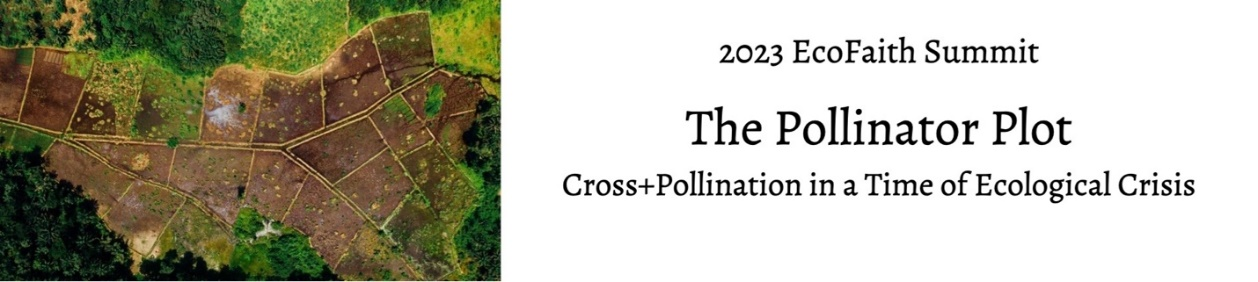 2023 EcoFaith Summit
The Pollinator Plot
Cross+Pollination in a Time of Ecological Crisis